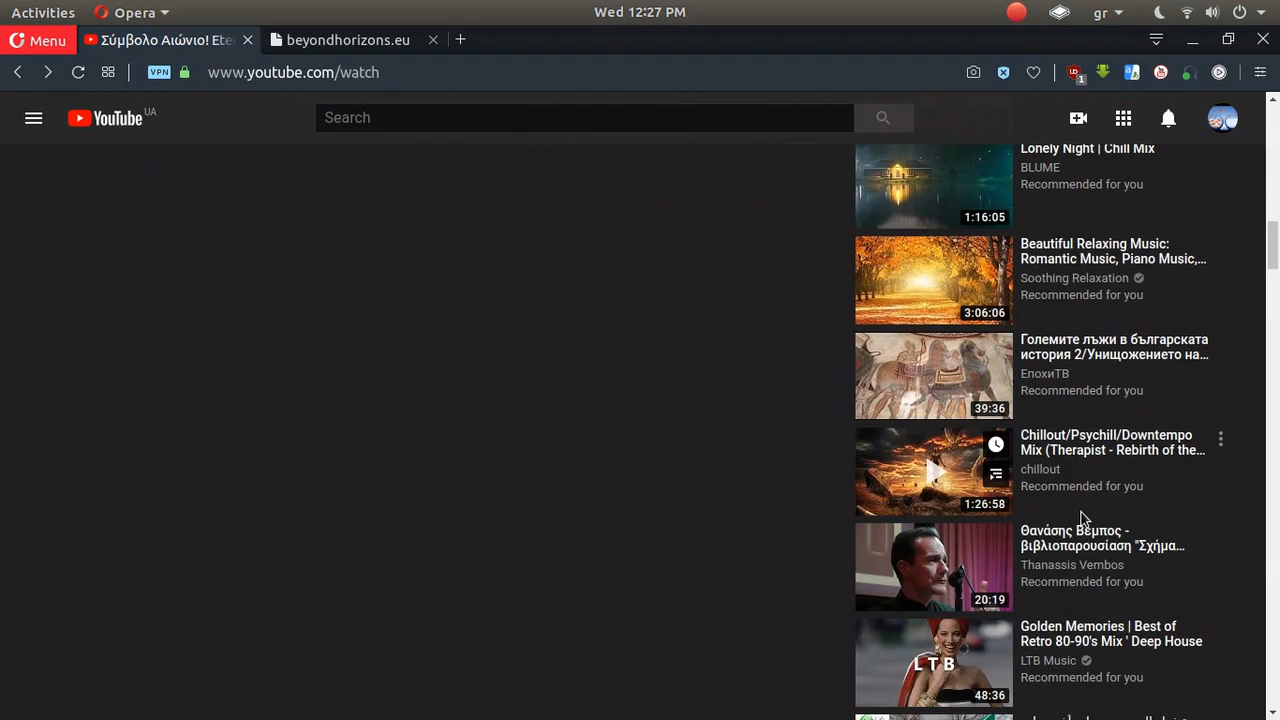 Activities
Opera
Wed 12:27 PM
gr
Menu
Σύμβολο Αιώνιο! Ete
beyondhorizons.eu
VPN
www.youtube.com/watch
1
YouTube
UA
Search
Lonely Night | Chill Mix
BLUME
Recommended for you
1:16:05
Beautiful Relaxing Music:
Romantic Music, Piano Music,...
Soothing Relaxation
Recommended for you
3:06:06
Големите лъжи в българската
история 2/Унищожението на...
ЕпохиТВ
Recommended for you
39:36
Chillout/Psychill/Downtempo
Mix (Therapist - Rebirth of the...
chillout
Recommended for you
1:26:58
Θανάσης Βέμπος -
βιβλιοπαρουσίαση "Σχήμα...
Thanassis Vembos
Recommended for you
20:19
Golden Memories | Best of
Retro 80-90's Mix ' Deep House
LTB Music
Recommended for you
LTB
48:36